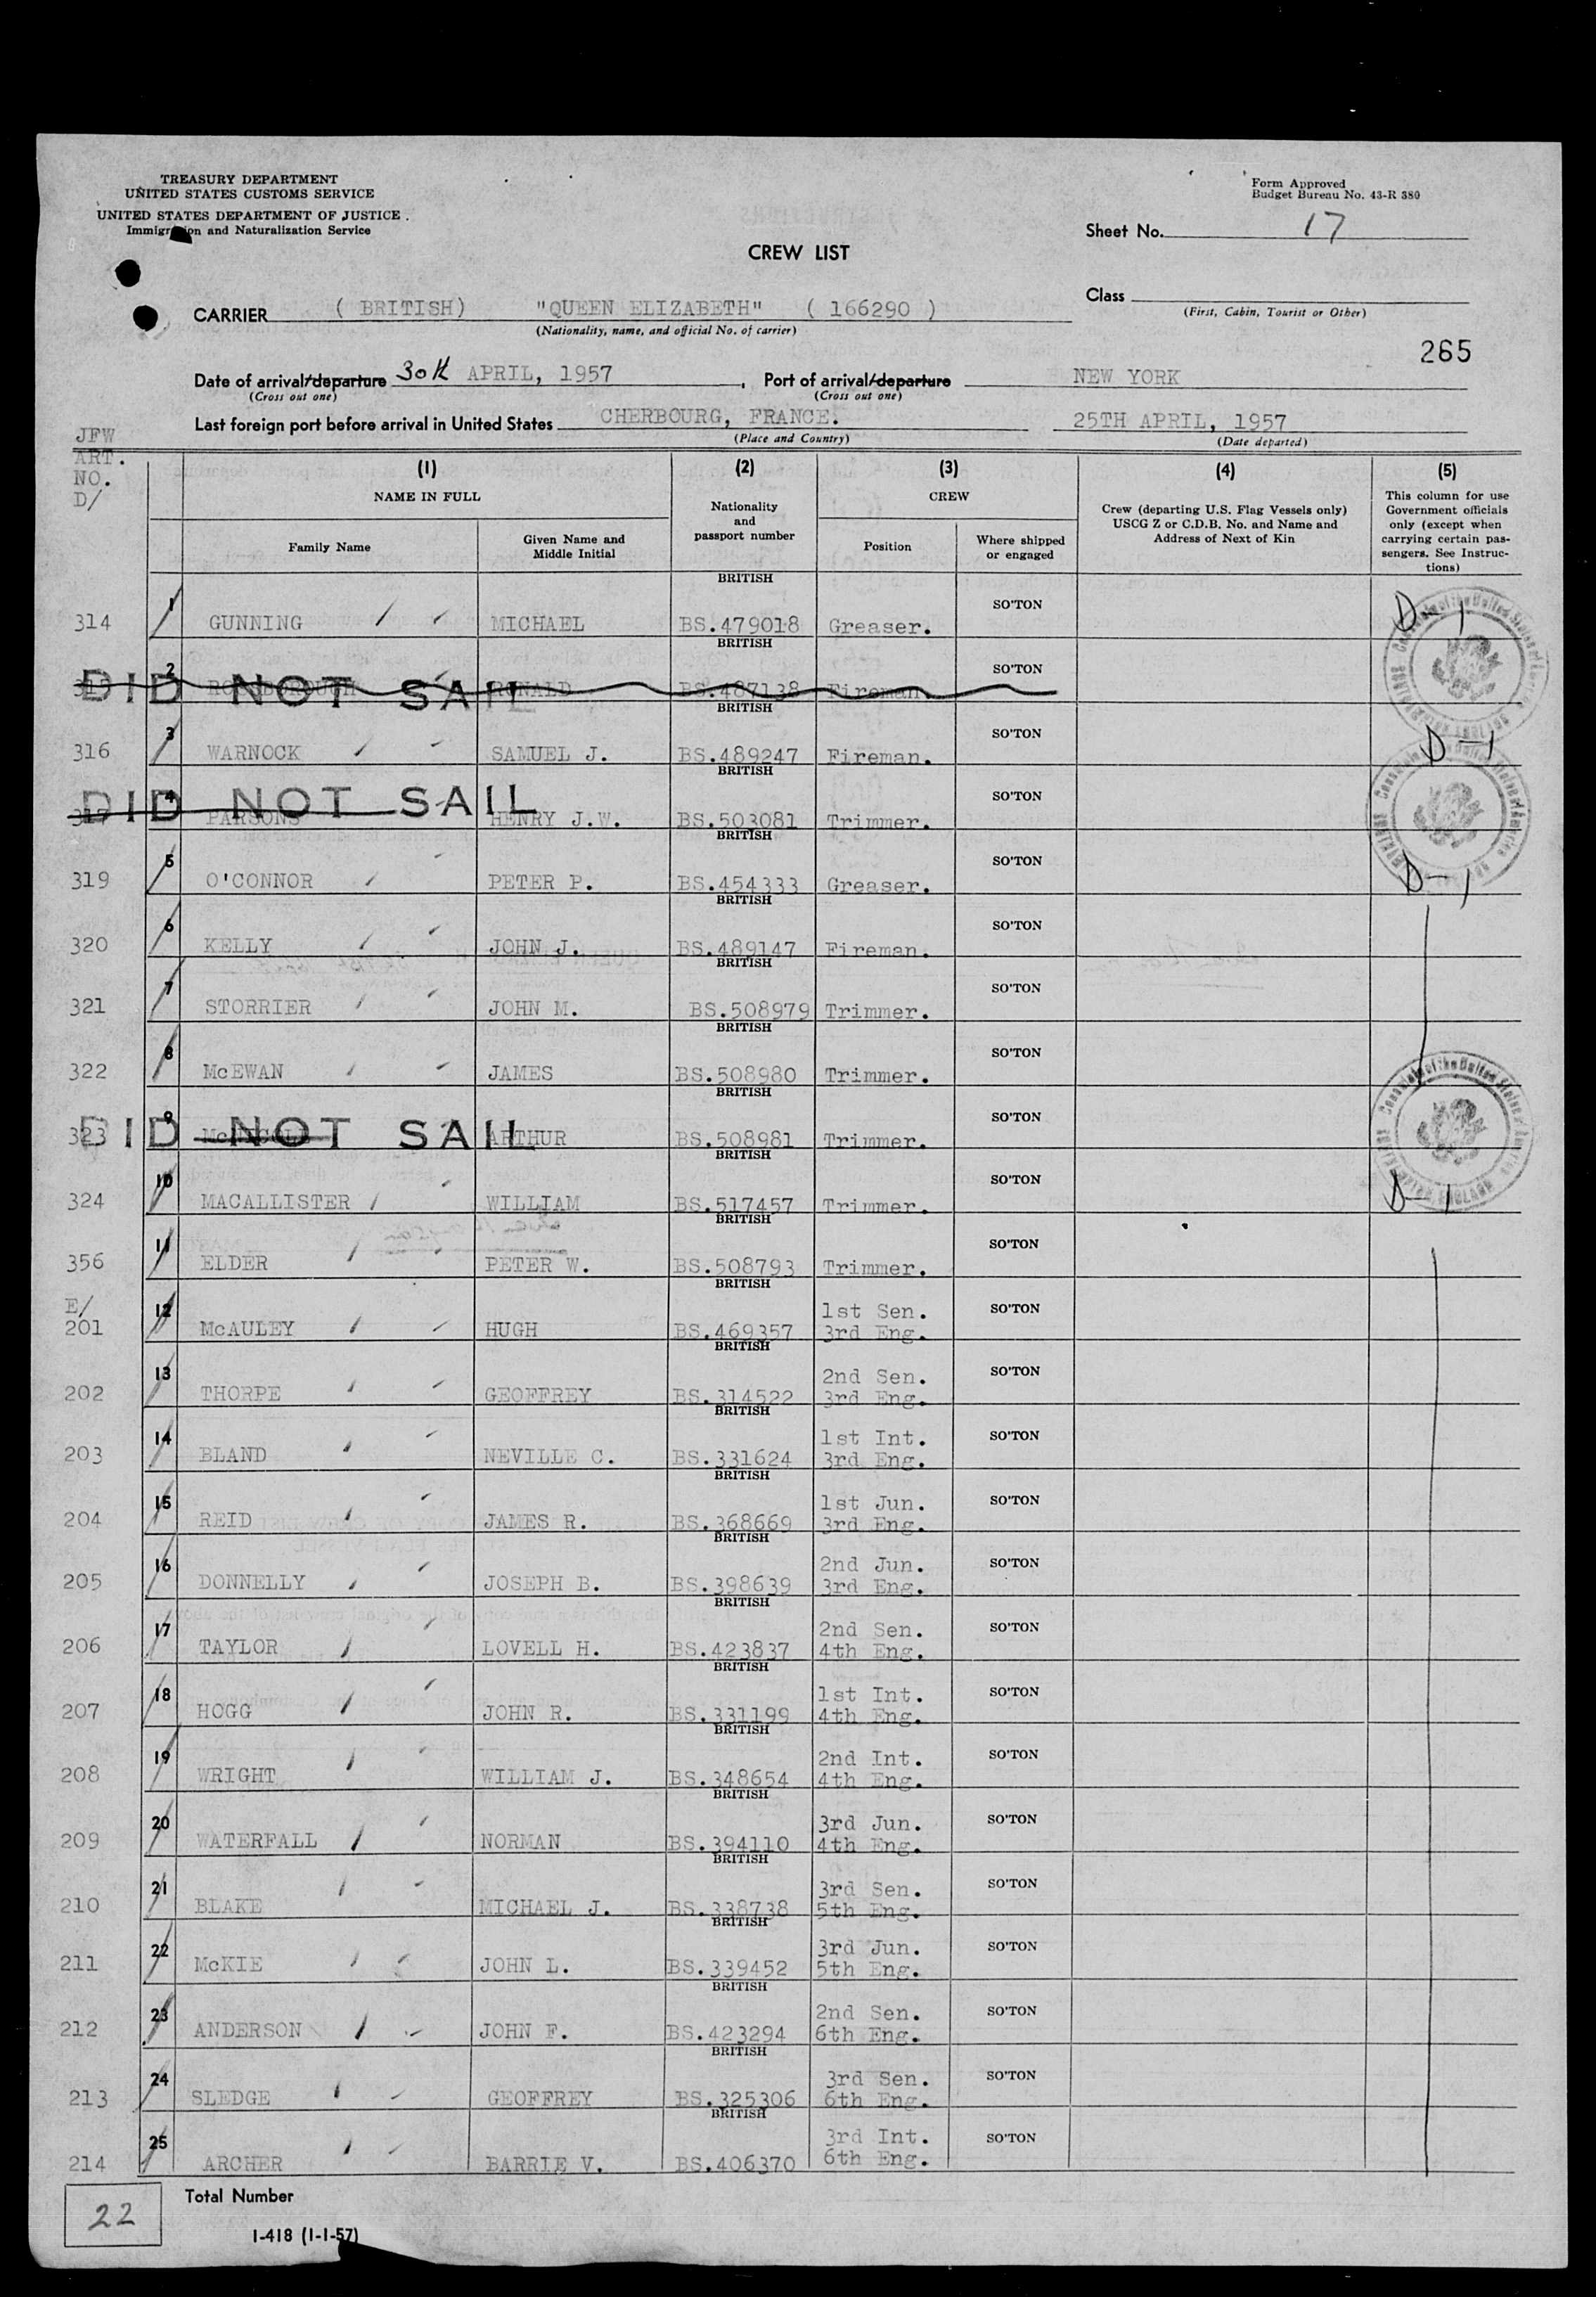 TREASURY DEPARTMENT
UNITED STATES CUSTOMS SERVICE
UNITED STATES DEPARTMENT OF JUSTICE
Immigration and Naturalization Service
Form Approved
Budget Bureau No. 43-R 380
Sheet No. 17
CREW LIST
Class
(First, Cabin, Tourist or Other)
CARRIER ( BRITISH) "QUEEN ELIZABETH" ( 166290 )
(Nationality, name, and official No. of carrier)
265
Date of arrival/departure 30th APRIL, 1957, Port of arrival/departure NEW YORK
(Cross out one) (Cross out one)
Last foreign port before arrival in United States CHERBOURG, FRANCE. 25TH APRIL, 1957
(Place and Country) (Date departed)
JFW
ART.
NO.
D/
(1) (2) (3) (4) (5)
NAME IN FULL
Family Name
Given Name and
Middle Initial
Nationality
and
passport number
CREW
Position
Where shipped
or engaged
Crew (departing U.S. Flag Vessels only)
USCG Z or C.D.B. No. and Name and
Address of Next of Kin
This column for use
Government officials
only (except when
carrying certain pas-
sengers. See Instruc-
tions)
BRITISH
314 1 GUNNING MICHAEL BS.479018 Greaser. SO'TON D-1
BRITISH
2 DID NOT SAIL RONALD BS.487138 Fireman SO'TON
BRITISH
316 3 WARNOCK SAMUEL J. BS.489247 Fireman. SO'TON D-1
BRITISH
317 4 DID NOT SAIL PARSONS HENRY J.W. BS.503081 Trimmer. SO'TON
BRITISH
319 5 O'CONNOR PETER P. BS.454333 Greaser. SO'TON D-1
BRITISH
320 6 KELLY JOHN J. BS.489147 Fireman. SO'TON
BRITISH
321 7 STORRIER JOHN M. BS.508979 Trimmer. SO'TON
BRITISH
322 8 McEWAN JAMES BS.508980 Trimmer. SO'TON
BRITISH
323 9 DID NOT SAIL ARTHUR BS.508981 Trimmer. SO'TON
BRITISH
324 10 MACALLISTER WILLIAM BS.517457 Trimmer. SO'TON D-1
BRITISH
356 11 ELDER PETER W. BS.508793 Trimmer. SO'TON
BRITISH
E/
201 12 McAULEY HUGH BS.469357 1st Sen. 3rd Eng. SO'TON
BRITISH
202 13 THORPE GEOFFREY BS.314522 2nd Sen. 3rd Eng. SO'TON
BRITISH
203 14 BLAND NEVILLE C. BS.331624 1st Int. 3rd Eng. SO'TON
BRITISH
204 15 REID JAMES R. BS.368669 1st Jun. 3rd Eng. SO'TON
BRITISH
205 16 DONNELLY JOSEPH B. BS.398639 2nd Jun. 3rd Eng. SO'TON
BRITISH
206 17 TAYLOR LOVELL H. BS.423837 2nd Sen. 4th Eng. SO'TON
BRITISH
207 18 HOGG JOHN R. BS.331199 1st Int. 4th Eng. SO'TON
BRITISH
208 19 WRIGHT WILLIAM J. BS.348654 2nd Int. 4th Eng. SO'TON
BRITISH
209 20 WATERFALL NORMAN BS.394110 3rd Jun. 4th Eng. SO'TON
BRITISH
210 21 BLAKE MICHAEL J. BS.338738 3rd Sen. 5th Eng. SO'TON
BRITISH
211 22 McKIE JOHN L. BS.339452 3rd Jun. 5th Eng. SO'TON
BRITISH
212 23 ANDERSON JOHN F. BS.423294 2nd Sen. 6th Eng. SO'TON
BRITISH
213 24 SLEDGE GEOFFREY BS.325306 3rd Sen. 6th Eng. SO'TON
BRITISH
214 25 ARCHER BARRIE V. BS.406370 3rd Int. 6th Eng. SO'TON
22 Total Number
I-418 (1-1-57)